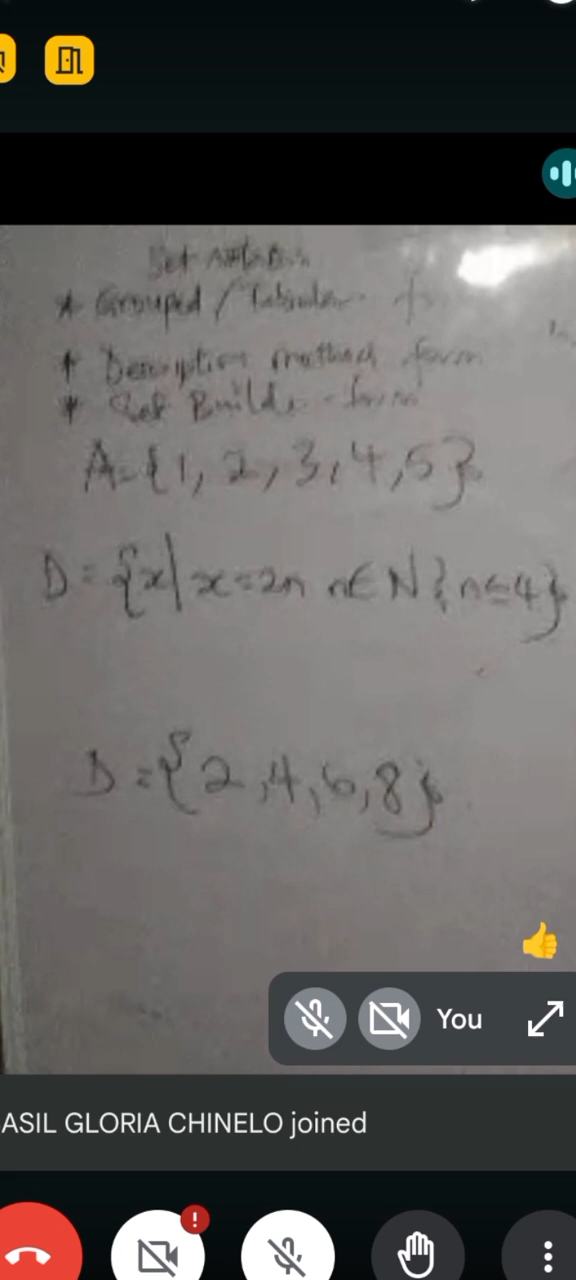 Set notation
* Grouped / Tabular
* Description method form
* Set Builder - form
A={1, 2, 3, 4, 5}
D = {x| x=2n n∈N } n≤4}
D = {2, 4, 6, 8}
You
ASIL GLORIA CHINELO joined